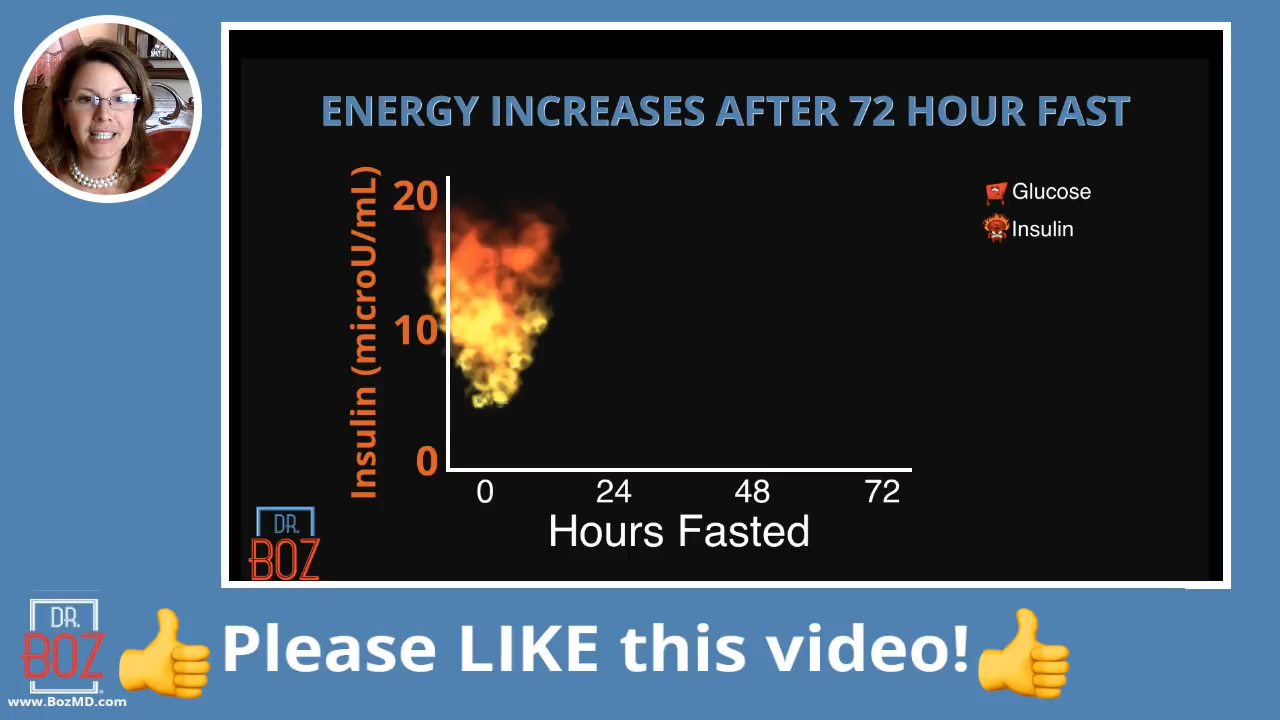 ENERGY INCREASES AFTER 72 HOUR FAST
Insulin (microU/mL)
20
10
0
Glucose
Insulin
0 24 48 72
Hours Fasted
DR.
BOZ
DR.
BOZ
www.BozMD.com
Please LIKE this video!